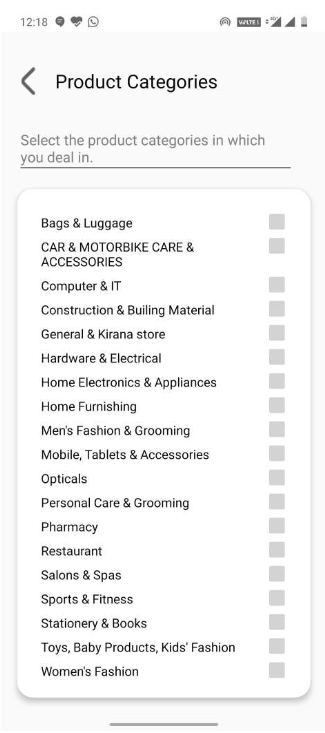 12:18
VoLTE1
Product Categories
Select the product categories in which
you deal in.
Bags & Luggage
CAR & MOTORBIKE CARE &
ACCESSORIES
Computer & IT
Construction & Builing Material
General & Kirana store
Hardware & Electrical
Home Electronics & Appliances
Home Furnishing
Men's Fashion & Grooming
Mobile, Tablets & Accessories
Opticals
Personal Care & Grooming
Pharmacy
Restaurant
Salons & Spas
Sports & Fitness
Stationery & Books
Toys, Baby Products, Kids' Fashion
Women's Fashion